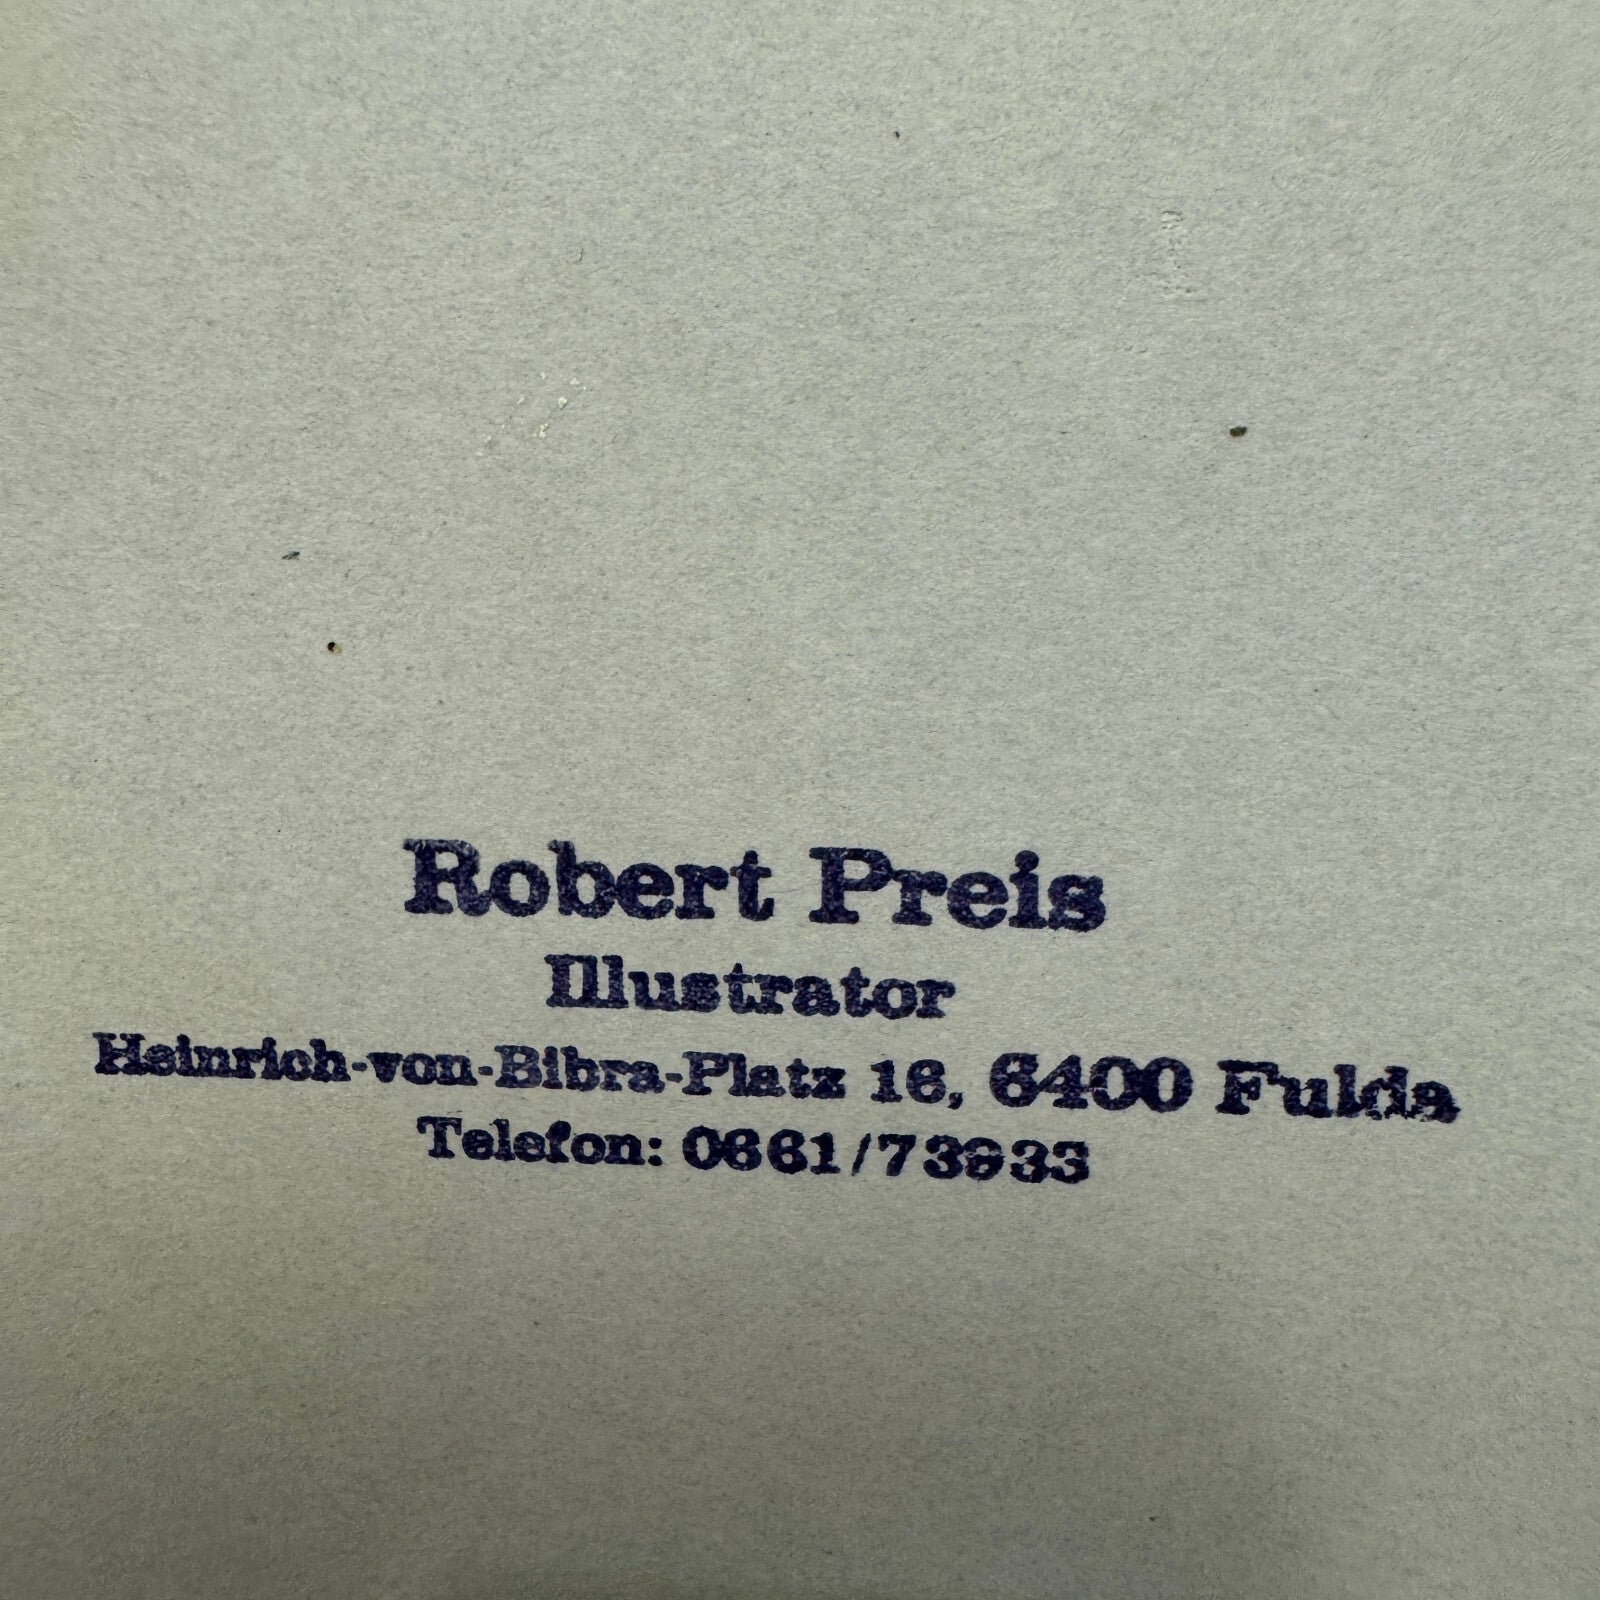 Robert Preis
Illustrator
Heinrich-von-Bibra-Platz 16, 6400 Fulda
Telefon: 0661/73933